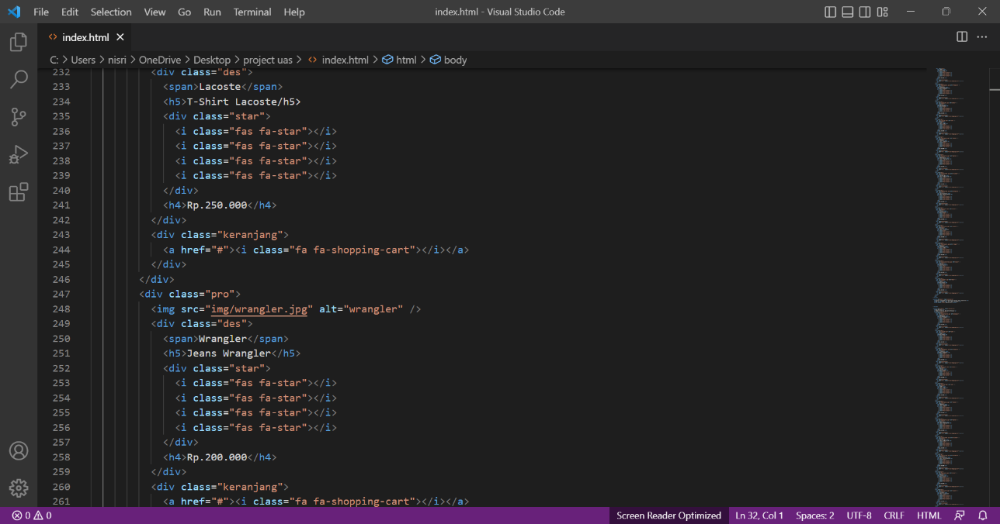 File Edit Selection View Go Run Terminal Help index.html - Visual Studio Code
index.html
C: > Users > nisri > OneDrive > Desktop > project uas > index.html > html > body
232 <div class="des">
233 <span>Lacoste</span>
234 <h5>T-Shirt Lacoste/h5>
235 <div class="star">
236 <i class="fas fa-star"></i>
237 <i class="fas fa-star"></i>
238 <i class="fas fa-star"></i>
239 <i class="fas fa-star"></i>
240 </div>
241 <h4>Rp.250.000</h4>
242 </div>
243 <div class="keranjang">
244 <a href="#"><i class="fa fa-shopping-cart"></i></a>
245 </div>
246 </div>
247 <div class="pro">
248 <img src="img/wrangler.jpg" alt="wrangler" />
249 <div class="des">
250 <span>Wrangler</span>
251 <h5>Jeans Wrangler</h5>
252 <div class="star">
253 <i class="fas fa-star"></i>
254 <i class="fas fa-star"></i>
255 <i class="fas fa-star"></i>
256 <i class="fas fa-star"></i>
257 </div>
258 <h4>Rp.200.000</h4>
259 </div>
260 <div class="keranjang">
261 <a href="#"><i class="fa fa-shopping-cart"></i></a>
0 0 Screen Reader Optimized Ln 32, Col 1 Spaces: 2 UTF-8 CRLF HTML